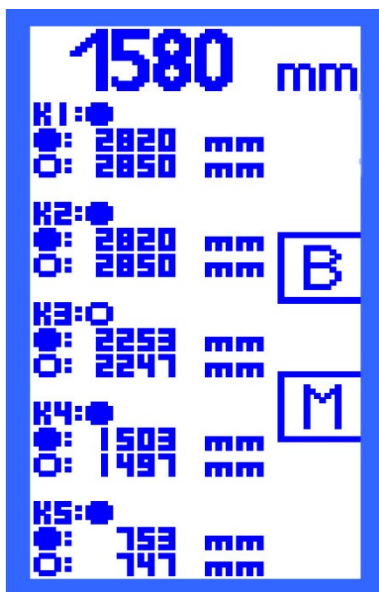 1580 mm
K1:●
●: 2820 mm
○: 2850 mm
K2:●
●: 2820 mm
○: 2850 mm
B
K3:○
●: 2253 mm
○: 2247 mm
M
K4:●
●: 1503 mm
○: 1497 mm
K5:●
●: 753 mm
○: 747 mm